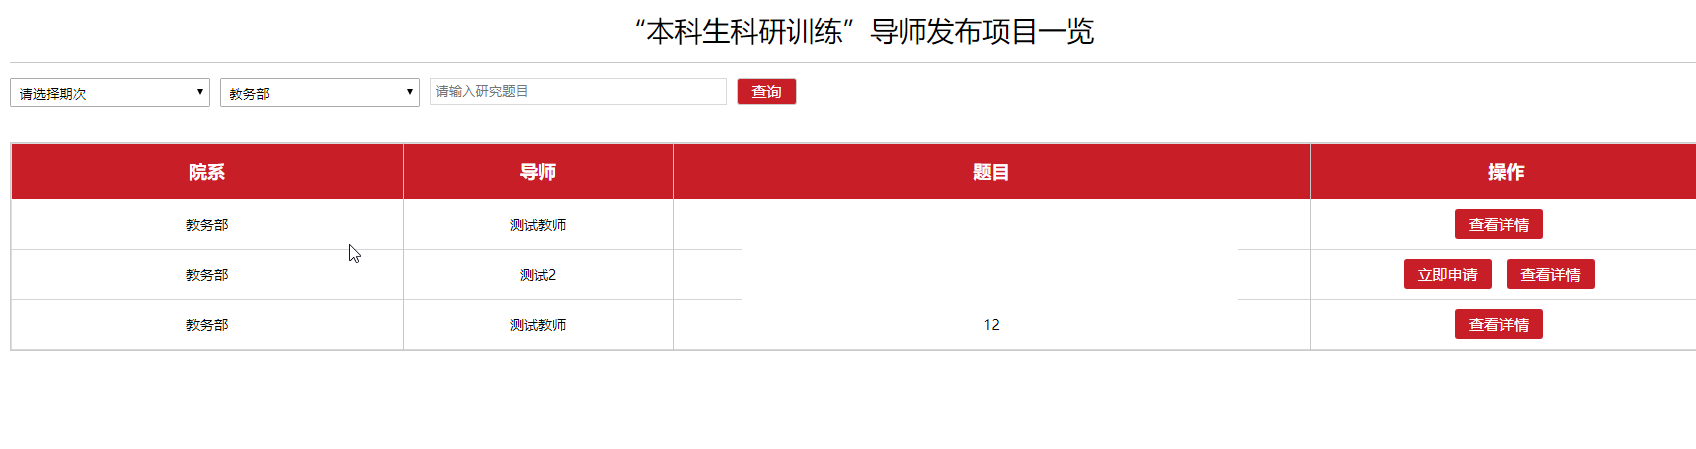 “本科生科研训练”导师发布项目一览
请选择期次 教务部 请输入研究题目 查询
院系 导师 题目 操作
教务部 测试教师 查看详情
教务部 测试2 立即申请 查看详情
教务部 测试教师 12 查看详情